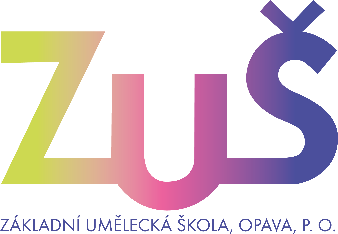 ZuŠ
ZÁKLADNÍ UMĚLECKÁ ŠKOLA, OPAVA, P. O.